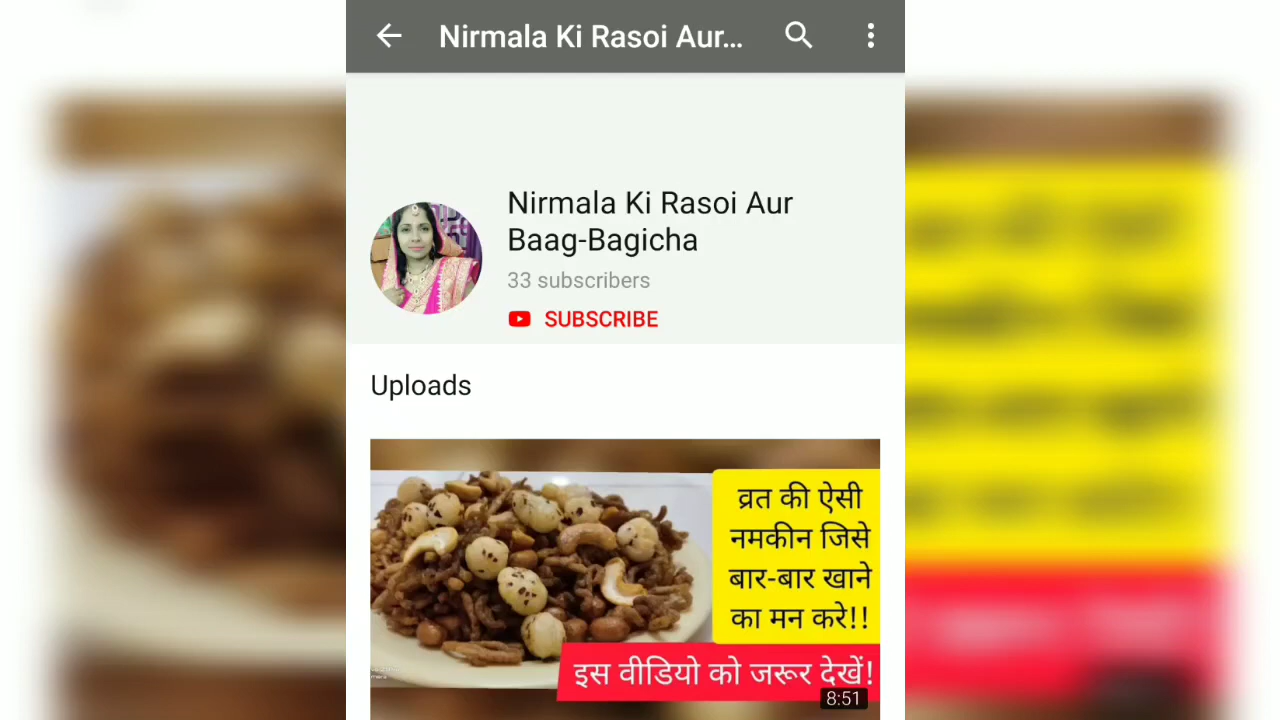 Nirmala Ki Rasoi Aur...
Nirmala Ki Rasoi Aur
Baag-Bagicha
33 subscribers
SUBSCRIBE
Uploads
व्रत की ऐसी
नमकीन जिसे
बार-बार खाने
का मन करे!!
इस वीडियो को जरूर देखें!
8:51